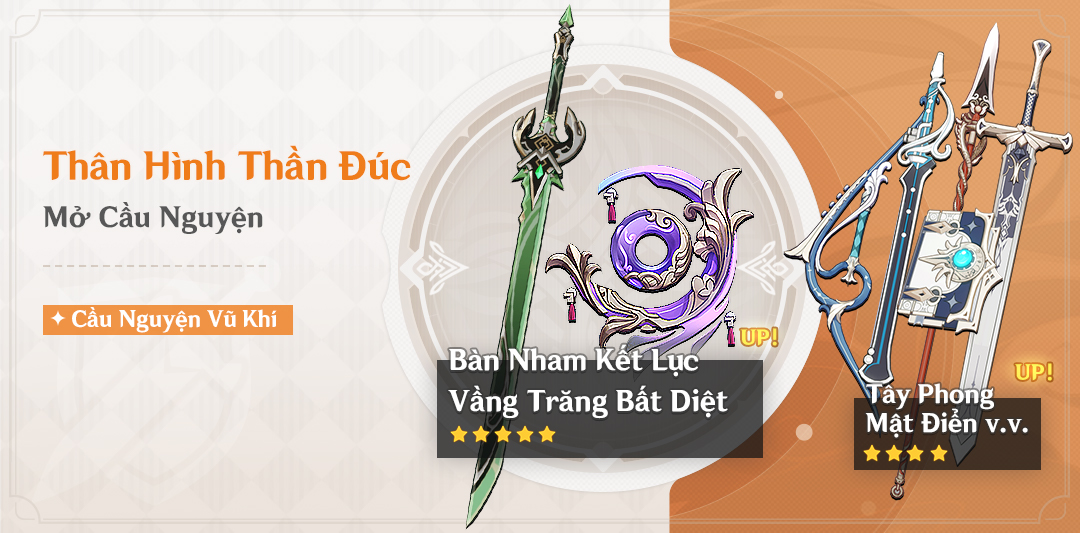 Thân Hình Thần Đúc
Mở Cầu Nguyện
Cầu Nguyện Vũ Khí
UP!
Bàn Nham Kết Lục
Vầng Trăng Bất Diệt
UP!
Tây Phong
Mật Điển v.v.